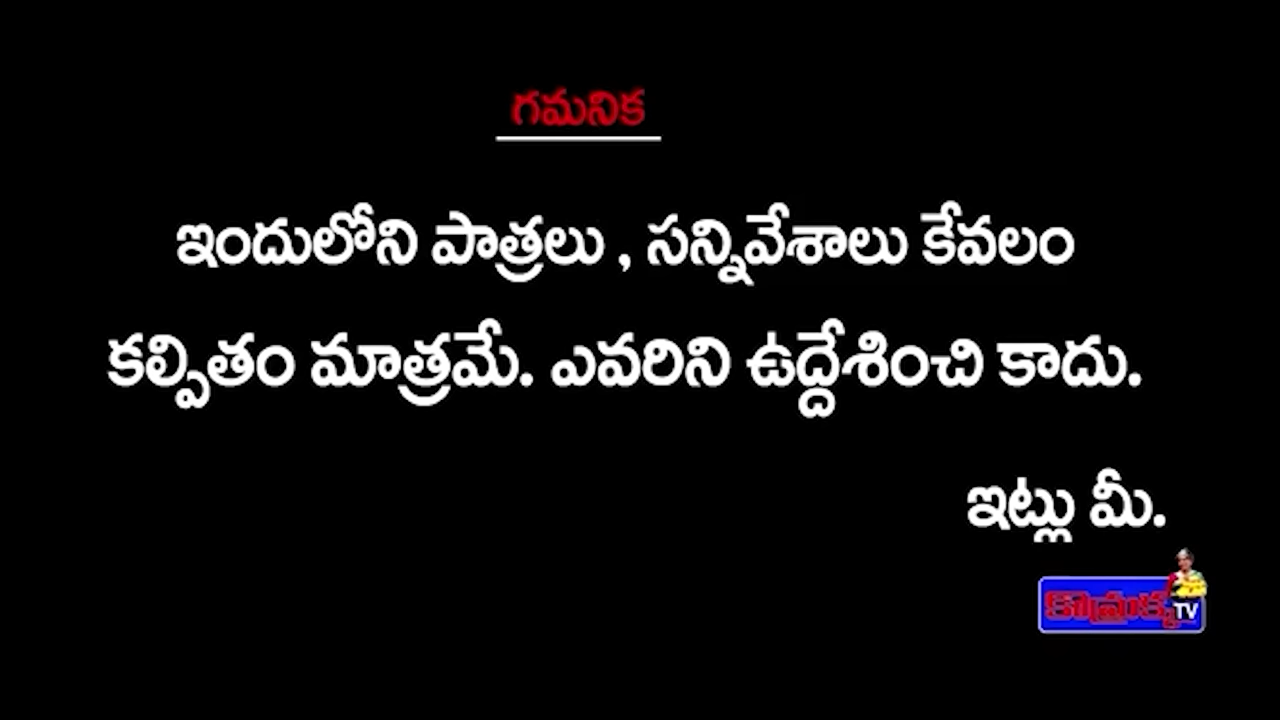 గమనిక
ఇందులోని పాత్రలు , సన్నివేశాలు కేవలం
కల్పితం మాత్రమే. ఎవరిని ఉద్దేశించి కాదు.
ఇట్లు మీ.
TV